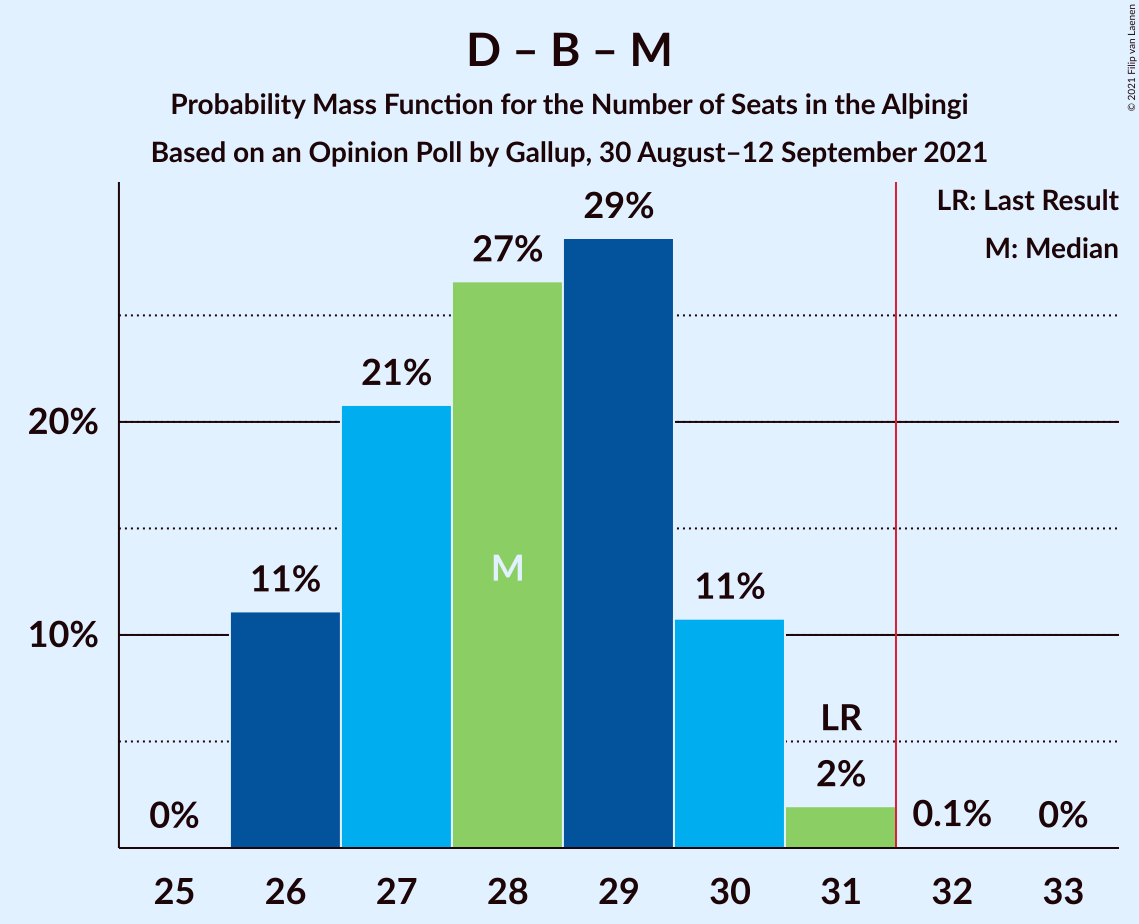 D – B – M
Probability Mass Function for the Number of Seats in the Alþingi
Based on an Opinion Poll by Gallup, 30 August–12 September 2021
© 2021 Filip van Laenen
LR: Last Result
M: Median
29%
27%
21%
20%
11%
11%
M
10%
LR
2%
0%
0.1%
0%
25 26 27 28 29 30 31 32 33